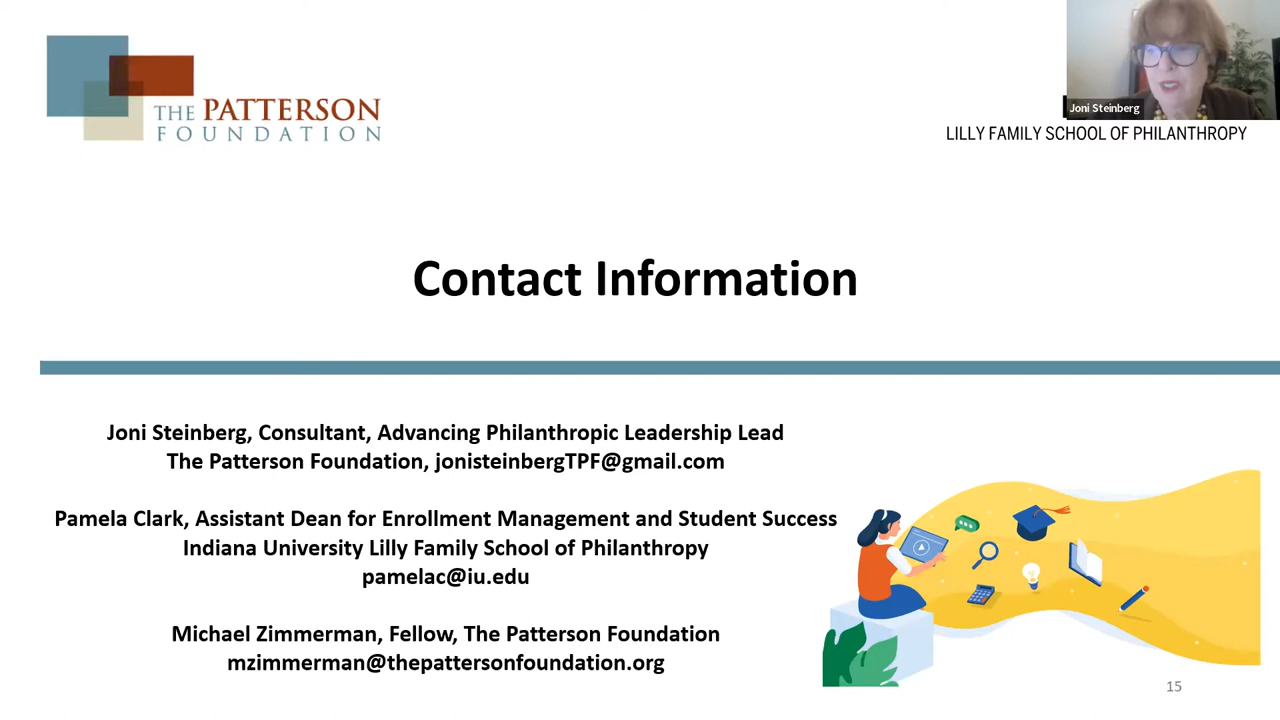 THE PATTERSON
FOUNDATION
Joni Steinberg
LILLY FAMILY SCHOOL OF PHILANTHROPY
Contact Information
Joni Steinberg, Consultant, Advancing Philanthropic Leadership Lead
The Patterson Foundation, jonisteinbergTPF@gmail.com
Pamela Clark, Assistant Dean for Enrollment Management and Student Success
Indiana University Lilly Family School of Philanthropy
pamelac@iu.edu
Michael Zimmerman, Fellow, The Patterson Foundation
mzimmerman@thepattersonfoundation.org
15